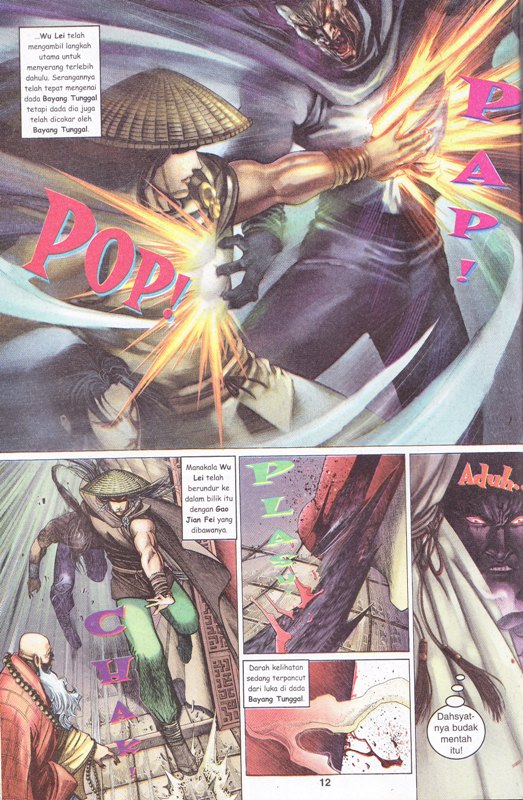 ...Wu Lei telah
mengambil langkah
utama untuk
menyerang terlebih
dahulu. Serangannya
telah tepat mengenai
dada Bayang Tunggal
tetapi dada dia juga
telah dicakar oleh
Bayang Tunggal.
PAP!
POP!
Manakala Wu
Lei telah
berundur ke
dalam bilik itu
dengan Gao
Jian Fei yang
dibawanya.
CHAK!
Darah kelihatan
sedang terpancut
dari luka di dada
Bayang Tunggal.
Aduh..
Dahsyat-
nya budak
mentah
itu!
12